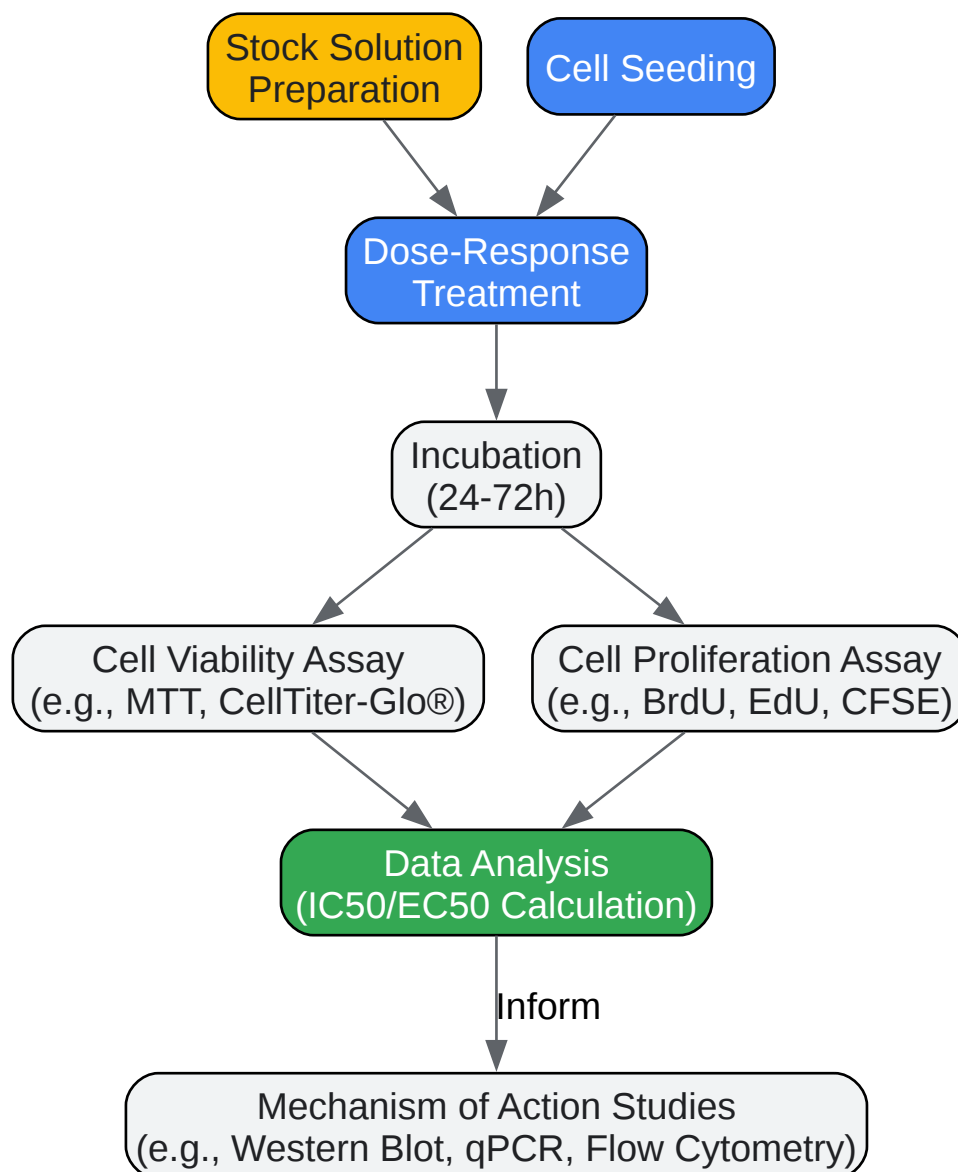 Stock Solution
Preparation
Cell Seeding
Dose-Response
Treatment
Incubation
(24-72h)
Cell Viability Assay
(e.g., MTT, CellTiter-Glo®)
Cell Proliferation Assay
(e.g., BrdU, EdU, CFSE)
Data Analysis
(IC50/EC50 Calculation)
Inform
Mechanism of Action Studies
(e.g., Western Blot, qPCR, Flow Cytometry)